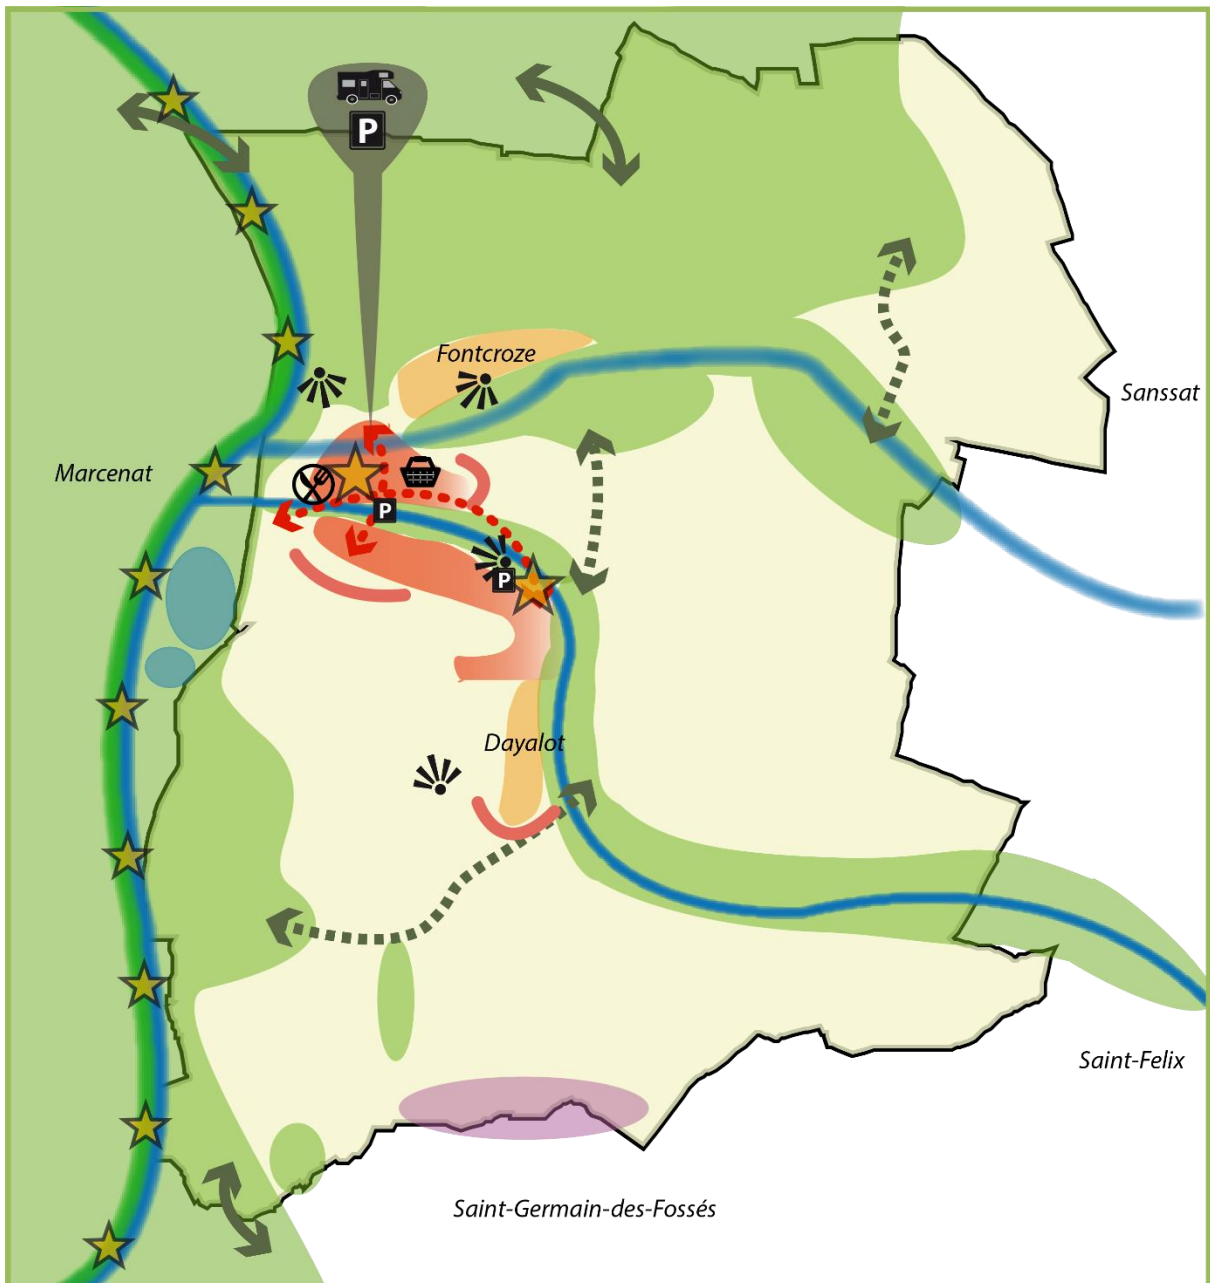 P
Fontcroze
Sanssat
Marcenat
P
P
Dayalot
Saint-Felix
Saint-Germain-des-Fossés